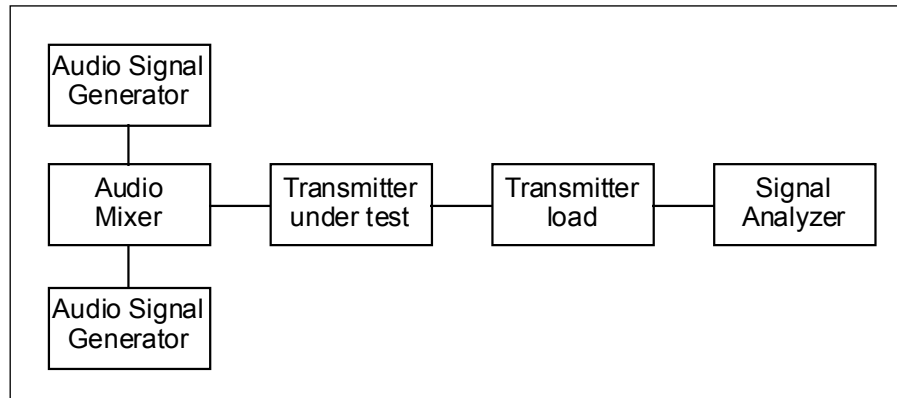 Audio Signal
Generator
Audio
Mixer
Transmitter
under test
Transmitter
load
Signal
Analyzer
Audio Signal
Generator